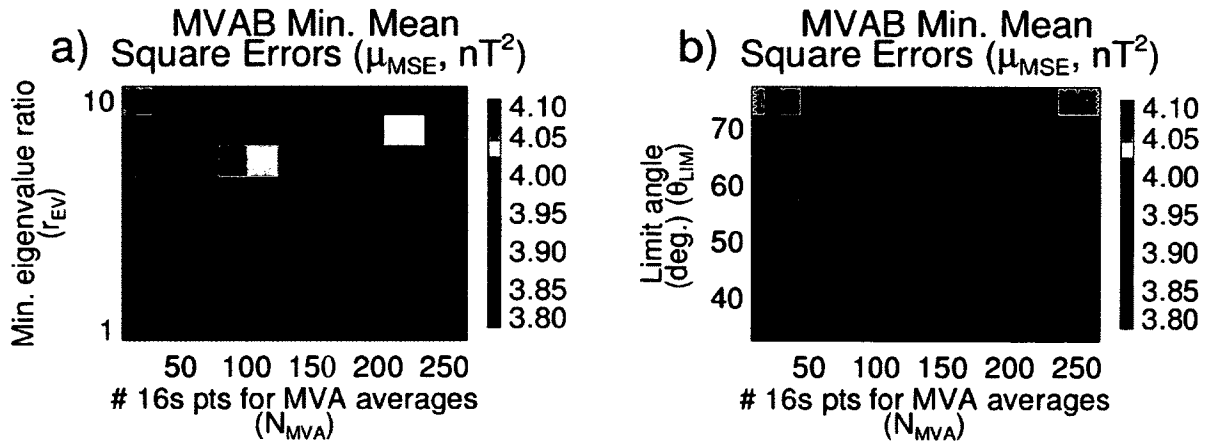 a) MVAB Min. Mean
Square Errors (μMSE, nT²)
Min. eigenvalue ratio
(rEV)
10
1
50 100 150 200 250
# 16s pts for MVA averages
(NMVA)
4.10
4.05
4.00
3.95
3.90
3.85
3.80
b) MVAB Min. Mean
Square Errors (μMSE, nT²)
Limit angle
(deg.) (θLIM)
70
60
50
40
50 100 150 200 250
# 16s pts for MVA averages
(NMVA)
4.10
4.05
4.00
3.95
3.90
3.85
3.80